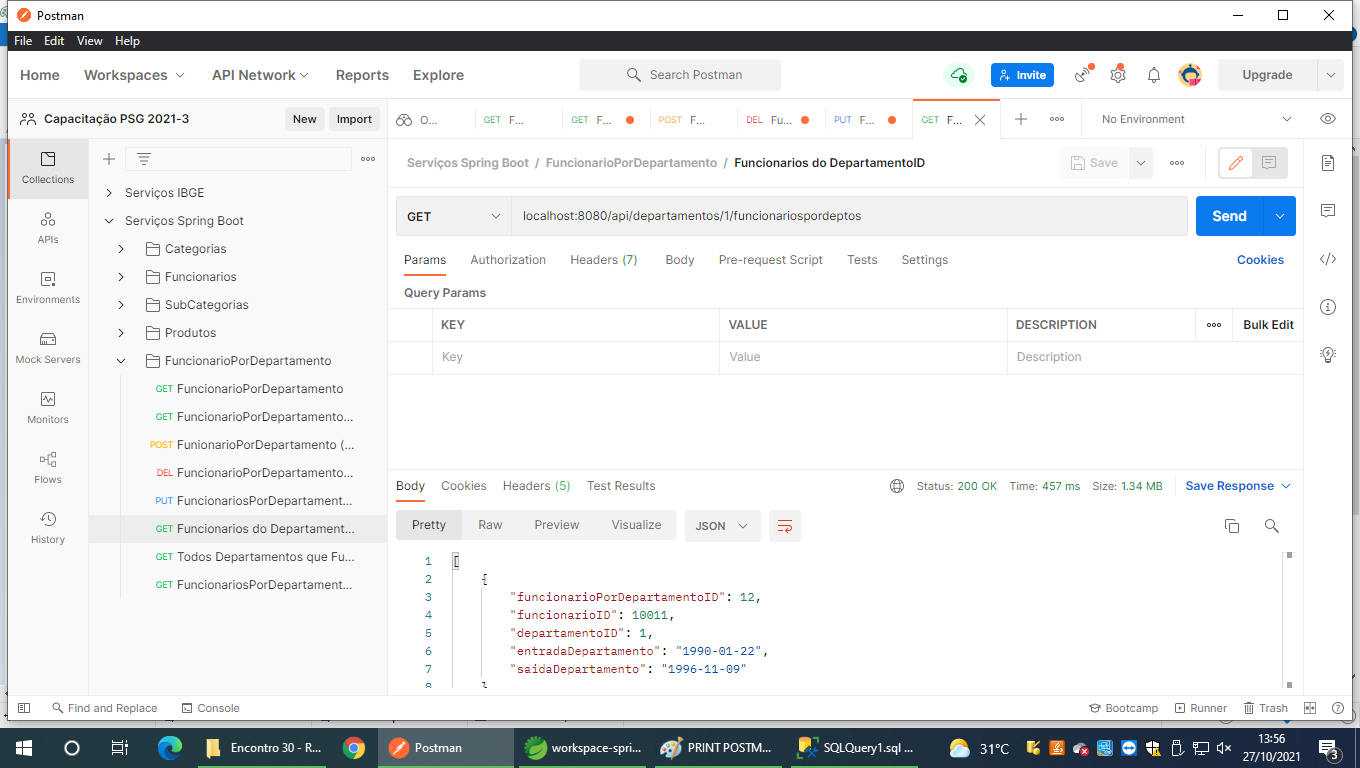 Postman
File Edit View Help
Home Workspaces API Network Reports Explore Search Postman Invite Upgrade
Capacitação PSG 2021-3 New Import O... GET F... GET F... POST F... DEL Fu... PUT F... GET F... No Environment
Collections
APIs
Environments
Mock Servers
Monitors
Flows
History
Serviços IBGE
Serviços Spring Boot
Categorias
Funcionarios
SubCategorias
Produtos
FuncionarioPorDepartamento
GET FuncionarioPorDepartamento
GET FuncionarioPorDepartamento...
POST FunionarioPorDepartamento (...
DEL FuncionarioPorDepartamento...
PUT FuncionariosPorDepartament...
GET Funcionarios do Departament...
GET Todos Departamentos que Fu...
GET FuncionariosPorDepartament...
Serviços Spring Boot / FuncionarioPorDepartamento / Funcionarios do DepartamentoID Save
GET localhost:8080/api/departamentos/1/funcionariospordeptos Send
Params Authorization Headers (7) Body Pre-request Script Tests Settings Cookies
Query Params
KEY VALUE DESCRIPTION Bulk Edit
Key Value Description
Body Cookies Headers (5) Test Results Status: 200 OK Time: 457 ms Size: 1.34 MB Save Response
Pretty Raw Preview Visualize JSON
1 [
2 {
3 "funcionarioPorDepartamentoID": 12,
4 "funcionarioID": 10011,
5 "departamentoID": 1,
6 "entradaDepartamento": "1990-01-22",
7 "saidaDepartamento": "1996-11-09"
8 }
Find and Replace Console Bootcamp Runner Trash
Encontro 30 - R... Postman workspace-spri... PRINT POSTM... SQLQuery1.sql ... 31°C 13:56
27/10/2021 3